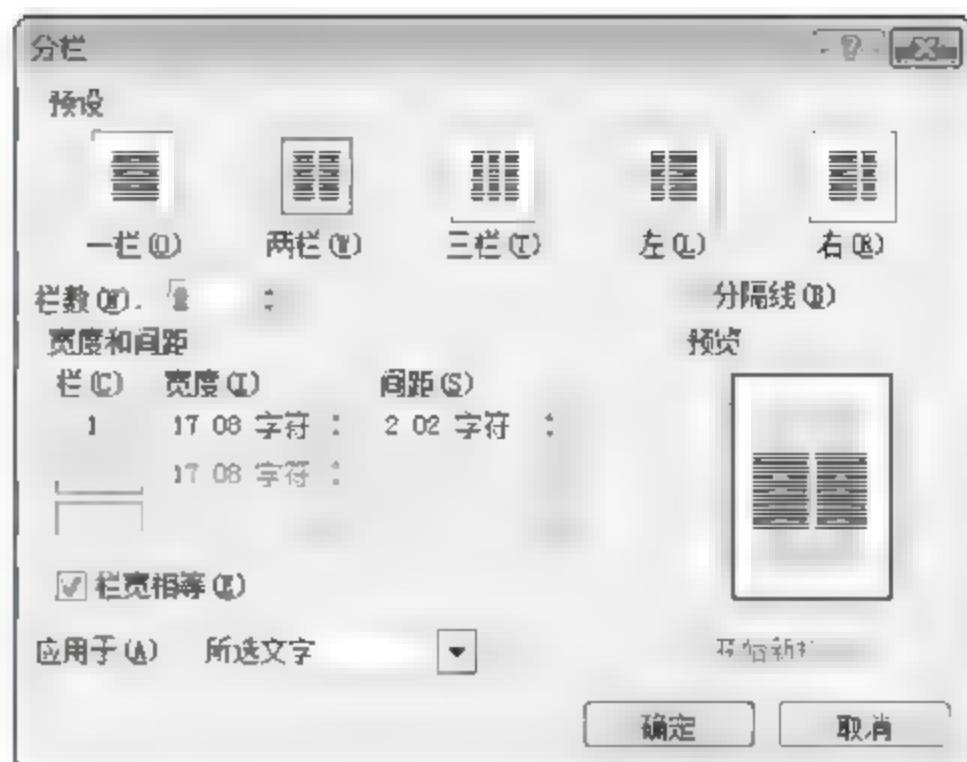 分栏
预设
一栏(O) 两栏(W) 三栏(T) 左(L) 右(R)
栏数(N). 2 分隔线(B)
宽度和间距 预览
栏(C) 宽度(I) 间距(S)
1 17 08 字符 2 02 字符
17 08 字符
栏宽相等(E)
应用于(A) 所选文字
确定 取消